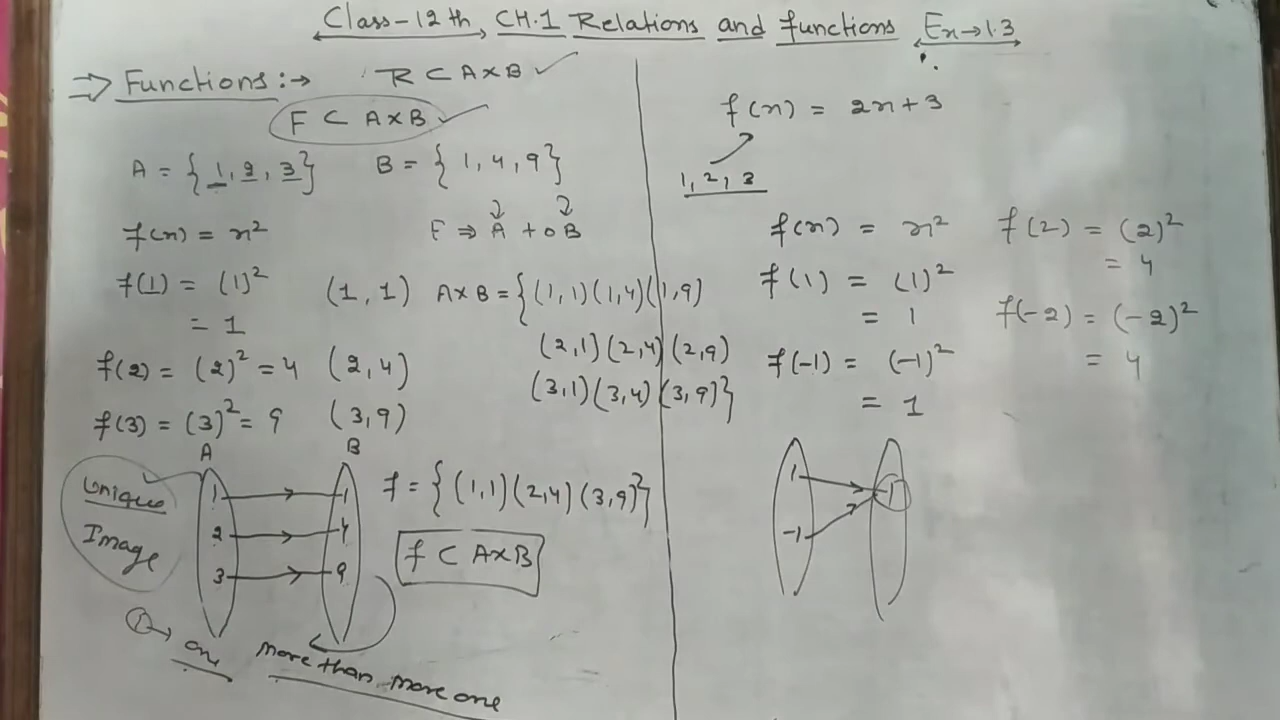 Class-12th CH.1 Relations and functions Ex→1.3
⇒ Functions:→ R ⊂ A×B ✓
F ⊂ A×B ✓
A = {1, 2, 3} B = {1, 4, 9}
f(n) = n² F ⇒ A to B
f(1) = (1)² (1,1) A×B = {(1,1)(1,4)(1,9)
= 1
(2,1)(2,4)(2,9)
f(2) = (2)² = 4 (2,4)
(3,1)(3,4)(3,9)}
f(3) = (3)² = 9 (3,9)
A B
Unique
Image
1 1
2 4
3 9
f = {(1,1)(2,4)(3,9)}
f ⊂ A×B
①→ one
more than more one
f(n) = 2n+3
1, 2, 3
f(n) = n²
f(1) = (1)²
= 1
f(-1) = (-1)²
= 1
f(2) = (2)²
= 4
f(-2) = (-2)²
= 4
1 1
-1